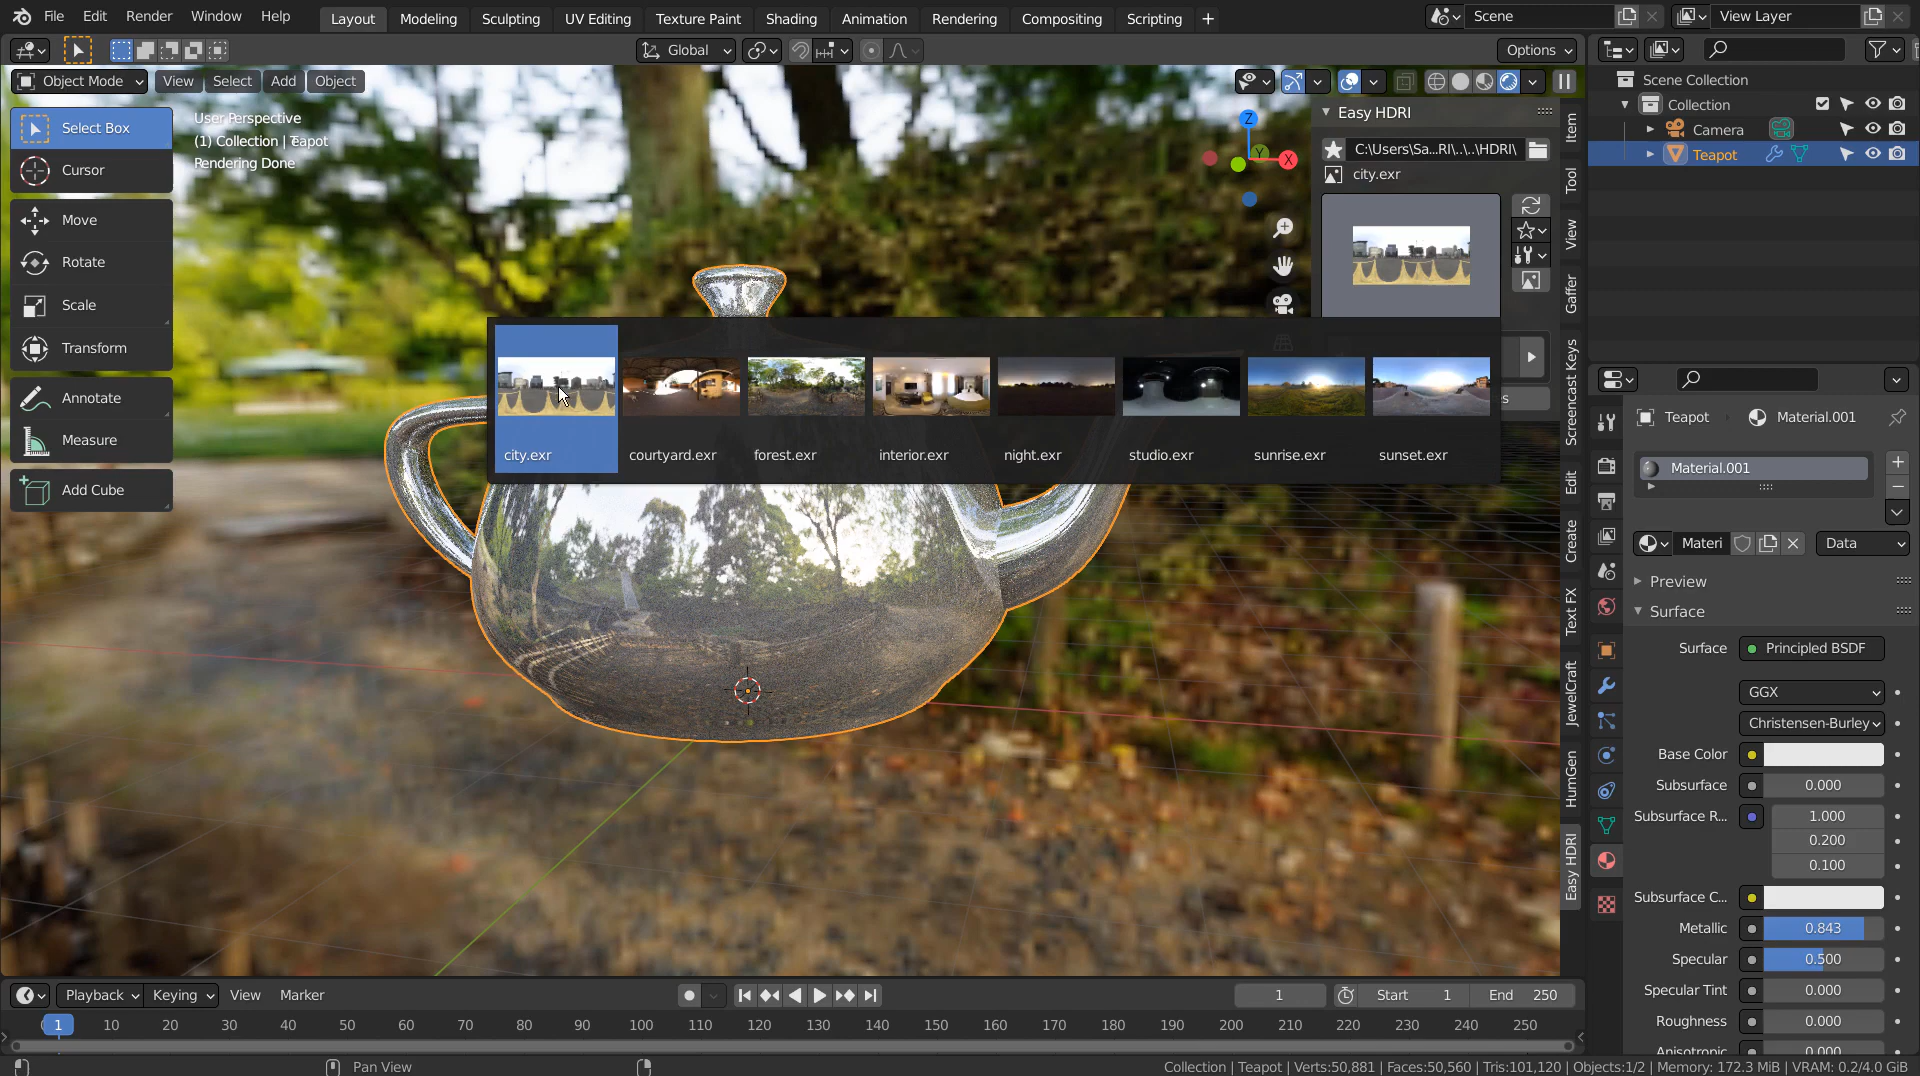 File Edit Render Window Help Layout Modeling Sculpting UV Editing Texture Paint Shading Animation Rendering Compositing Scripting + Scene View Layer
Global Options
Object Mode View Select Add Object
Select Box
Cursor
Move
Rotate
Scale
Transform
Annotate
Measure
Add Cube
User Perspective
(1) Collection | Teapot
Rendering Done
Z
Y
X
Easy HDRI
C:\Users\Sa...RI\..\..\HDRI\
city.exr
s
city.exr courtyard.exr forest.exr interior.exr night.exr studio.exr sunrise.exr sunset.exr
Item
Tool
View
Gaffer
Screencast Keys
Edit
Create
Text FX
JewelCraft
HumGen
Easy HDRI
Scene Collection
Collection
Camera
Teapot
Teapot Material.001
Material.001
Materi Data
Preview
Surface
Surface Principled BSDF
GGX
Christensen-Burley
Base Color
Subsurface 0.000
Subsurface R... 1.000
0.200
0.100
Subsurface C...
Metallic 0.843
Specular 0.500
Specular Tint 0.000
Roughness 0.000
Anisotropic 0.000
Playback Keying View Marker 1 Start 1 End 250
1 10 20 30 40 50 60 70 80 90 100 110 120 130 140 150 160 170 180 190 200 210 220 230 240 250
Pan View
Collection | Teapot | Verts:50,881 | Faces:50,560 | Tris:101,120 | Objects:1/2 | Memory: 172.3 MiB | VRAM: 0.2/4.0 GiB